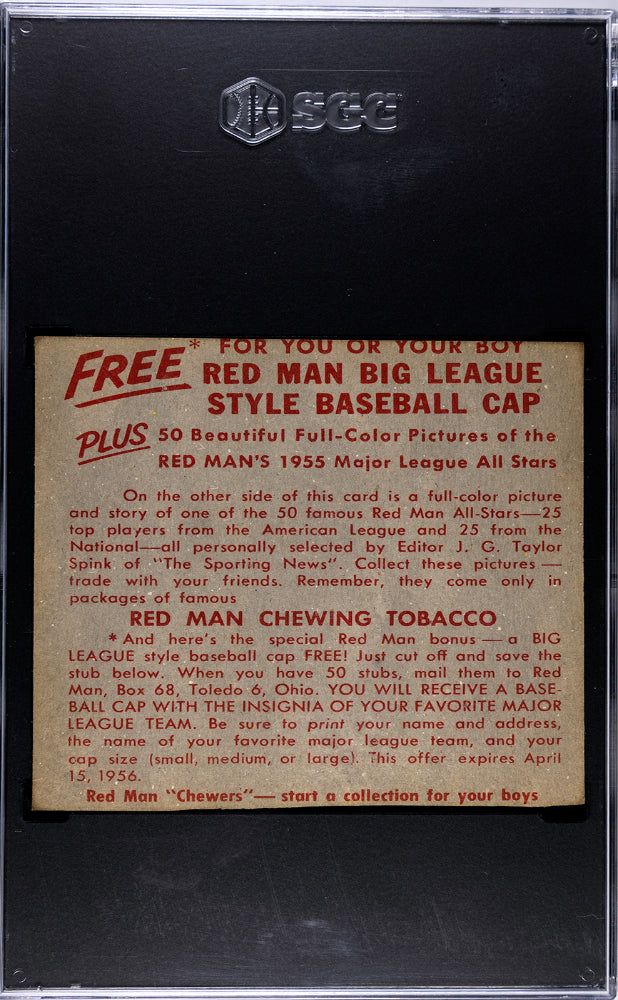 SGC
FREE* FOR YOU OR YOUR BOY
RED MAN BIG LEAGUE
STYLE BASEBALL CAP
PLUS 50 Beautiful Full-Color Pictures of the
RED MAN'S 1955 Major League All Stars
On the other side of this card is a full-color picture
and story of one of the 50 famous Red Man All-Stars—25
top players from the American League and 25 from the
National—all personally selected by Editor J. G. Taylor
Spink of "The Sporting News". Collect these pictures—
trade with your friends. Remember, they come only in
packages of famous
RED MAN CHEWING TOBACCO
*And here's the special Red Man bonus—a BIG
LEAGUE style baseball cap FREE! Just cut off and save the
stub below. When you have 50 stubs, mail them to Red
Man, Box 68, Toledo 6, Ohio. YOU WILL RECEIVE A BASE-
BALL CAP WITH THE INSIGNIA OF YOUR FAVORITE MAJOR
LEAGUE TEAM. Be sure to print your name and address,
the name of your favorite major league team, and your
cap size (small, medium, or large). This offer expires April
15, 1956.
Red Man "Chewers"—start a collection for your boys